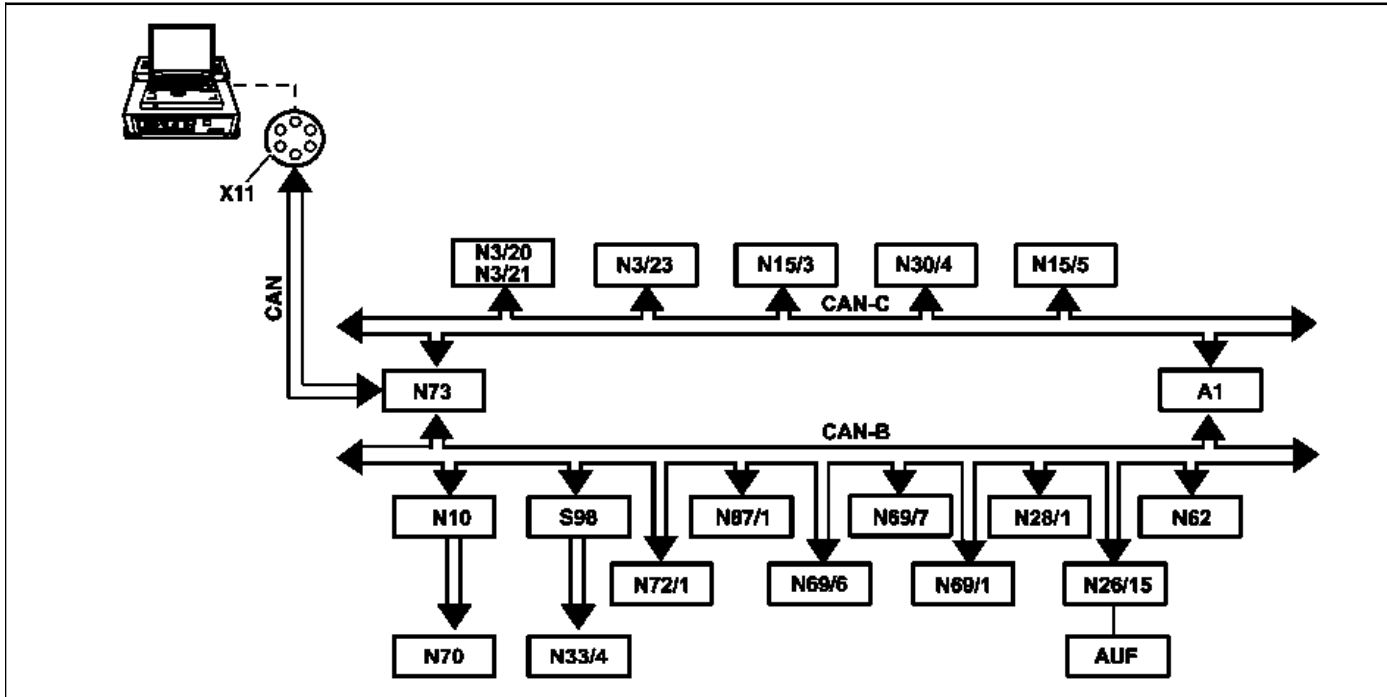 X11
CAN
N3/20
N3/21
N3/23
N15/3
N30/4
N15/5
CAN-C
N73
A1
CAN-B
N10
S98
N87/1
N69/7
N28/1
N62
N72/1
N69/6
N69/1
N26/15
N70
N33/4
AUF